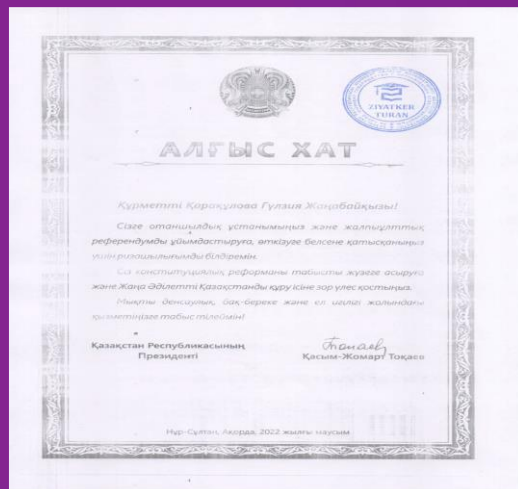 ZIYATKER
TURAN
АЛҒЫС ХАТ
Құрметті Қарақұлова Гүлзия Жаңабайқызы!
Сізге отаншылдық ұстанымыңыз және жалпыұлттық
референдумды ұйымдастыруға, өткізуге белсене қатысқаныңыз
үшін ризашылығымды білдіремін.
Сіз конституциялық реформаны табысты жүзеге асыруға
және Жаңа Әділетті Қазақстанды құру ісіне зор үлес қостыңыз.
Мықты денсаулық, бақ-береке және ел игілігі жолындағы
қызметіңізге табыс тілеймін!
Қазақстан Республикасының
Президенті
Қасым-Жомарт Тоқаев
Нұр-Сұлтан, Ақорда, 2022 жылғы маусым